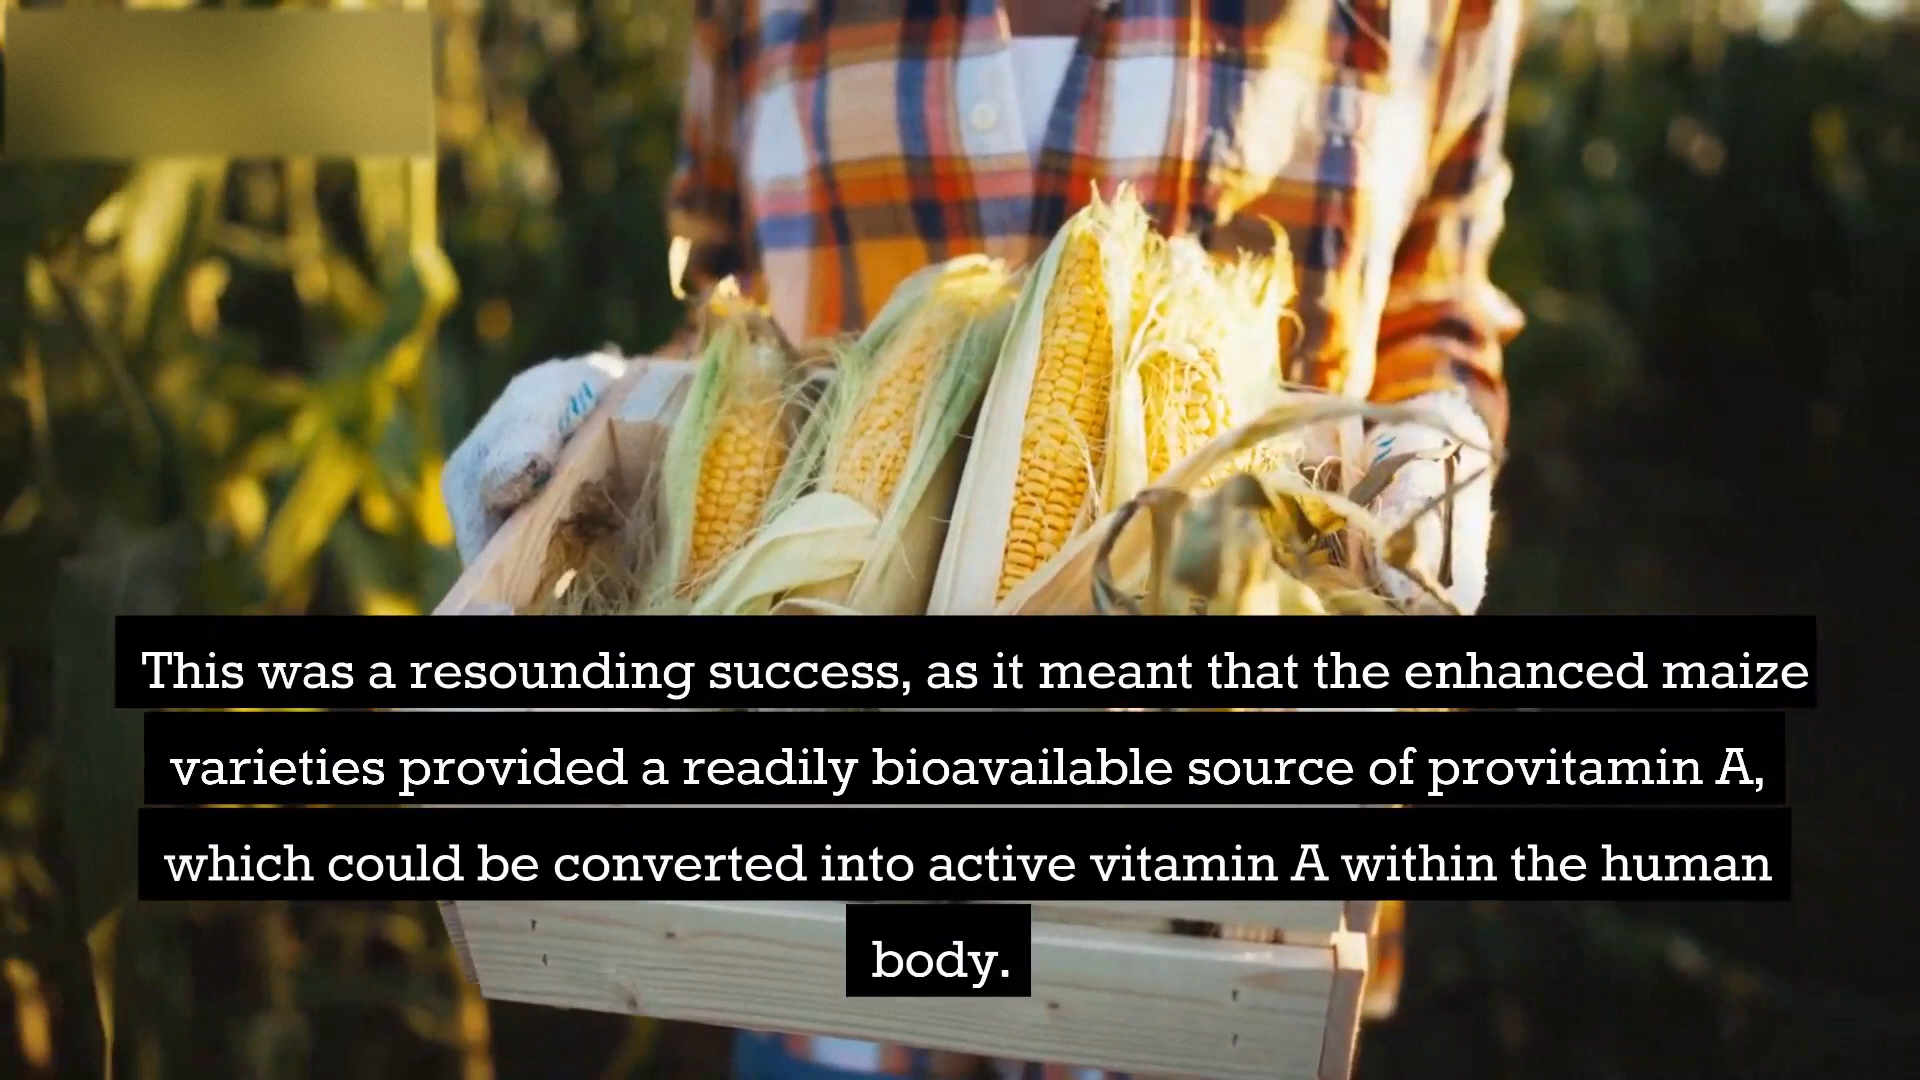 This was a resounding success, as it meant that the enhanced maize
varieties provided a readily bioavailable source of provitamin A,
which could be converted into active vitamin A within the human
body.